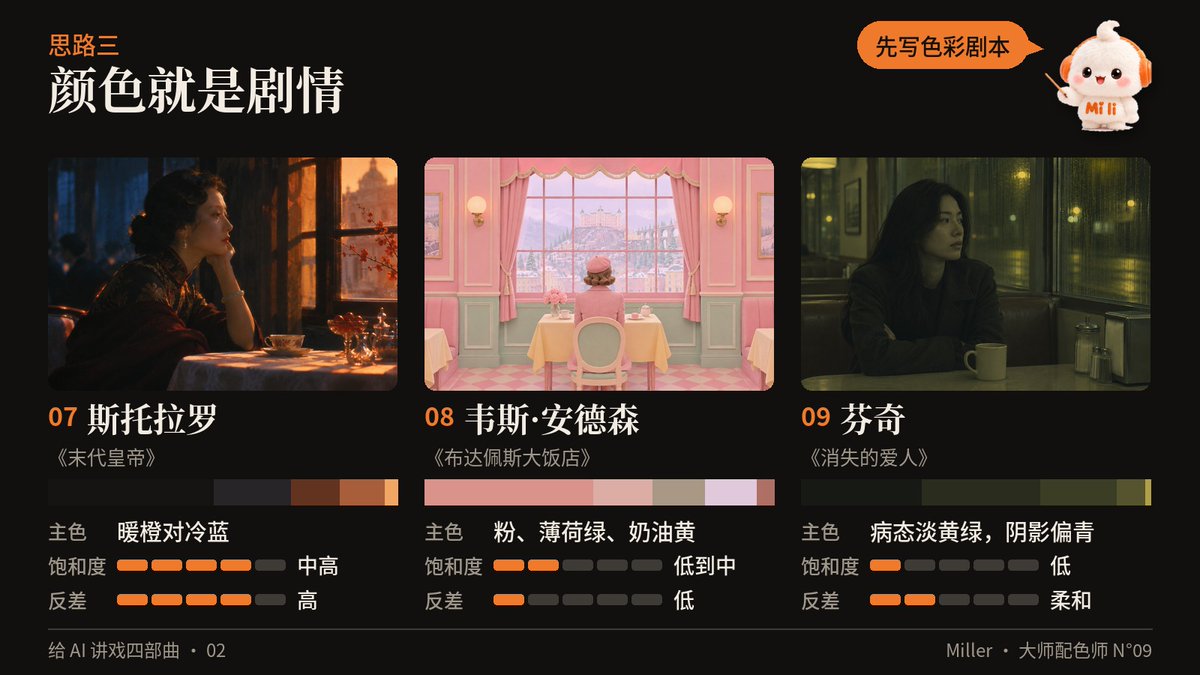 思路三
颜色就是剧情
先写色彩剧本
Mi li
07 斯托拉罗
《末代皇帝》
主色 暖橙对冷蓝
饱和度 中高
反差 高
08 韦斯·安德森
《布达佩斯大饭店》
主色 粉、薄荷绿、奶油黄
饱和度 低到中
反差 低
09 芬奇
《消失的爱人》
主色 病态淡黄绿，阴影偏青
饱和度 低
反差 柔和
给 AI 讲戏四部曲 • 02
Miller • 大师配色师 N°09